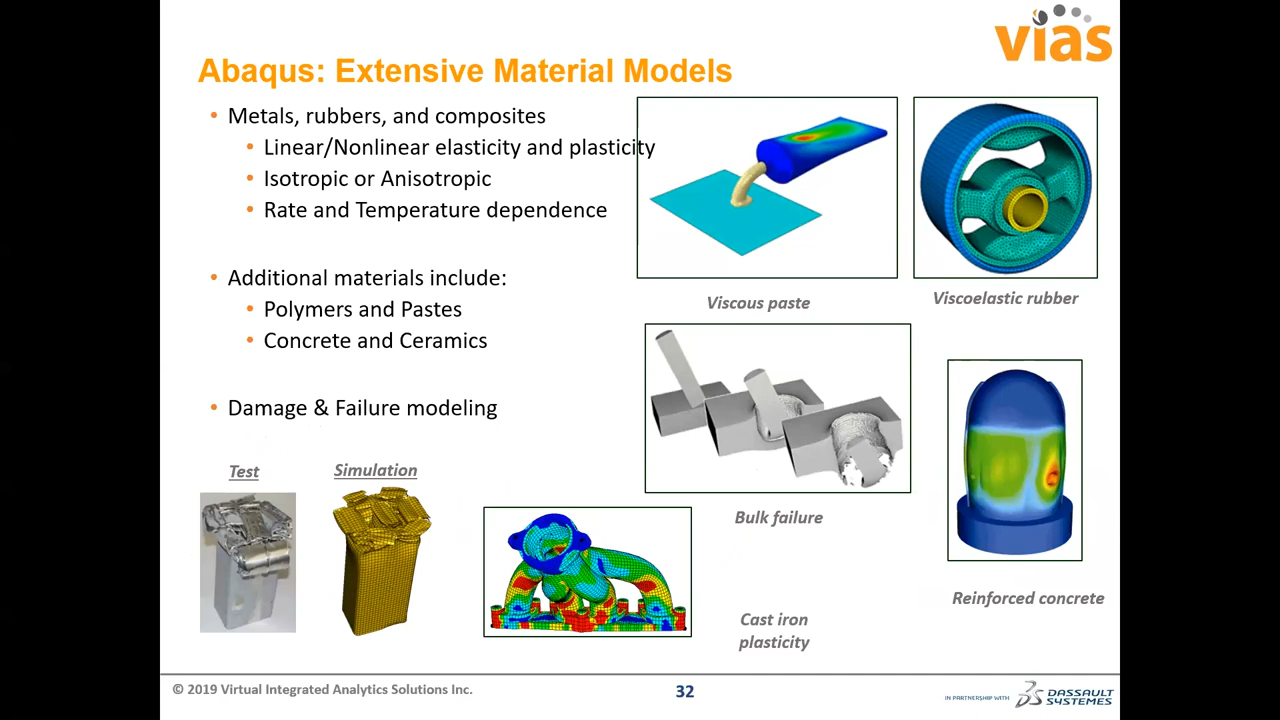 vias
Abaqus: Extensive Material Models
• Metals, rubbers, and composites
• Linear/Nonlinear elasticity and plasticity
• Isotropic or Anisotropic
• Rate and Temperature dependence
• Additional materials include:
• Polymers and Pastes
• Concrete and Ceramics
• Damage & Failure modeling
Viscous paste
Viscoelastic rubber
Test
Simulation
Bulk failure
Reinforced concrete
Cast iron
plasticity
© 2019 Virtual Integrated Analytics Solutions Inc.
32
IN PARTNERSHIP WITH
DASSAULT
SYSTEMES